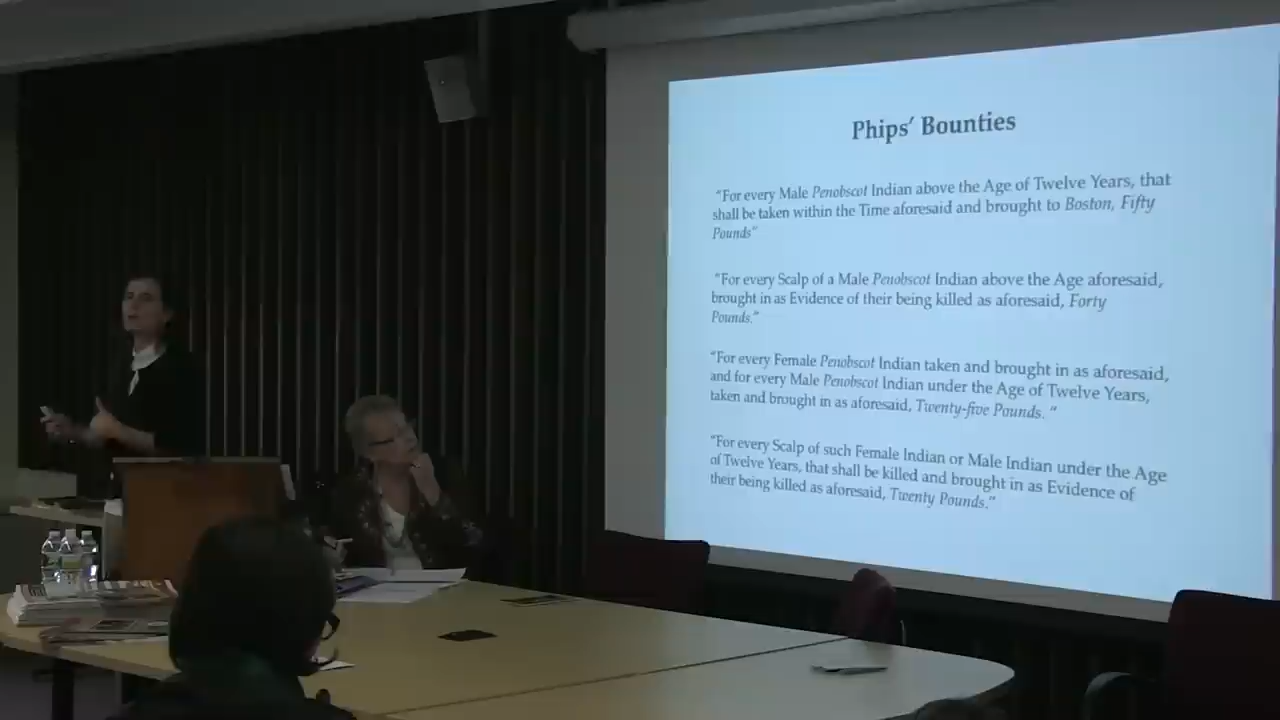 Phips' Bounties
"For every Male Penobscot Indian above the Age of Twelve Years, that
shall be taken within the Time aforesaid and brought to Boston, Fifty
Pounds"
"For every Scalp of a Male Penobscot Indian above the Age aforesaid,
brought in as Evidence of their being killed as aforesaid, Forty
Pounds."
"For every Female Penobscot Indian taken and brought in as aforesaid,
and for every Male Penobscot Indian under the Age of Twelve Years,
taken and brought in as aforesaid, Twenty-five Pounds. "
"For every Scalp of such Female Indian or Male Indian under the Age
of Twelve Years, that shall be killed and brought in as Evidence of
their being killed as aforesaid, Twenty Pounds."